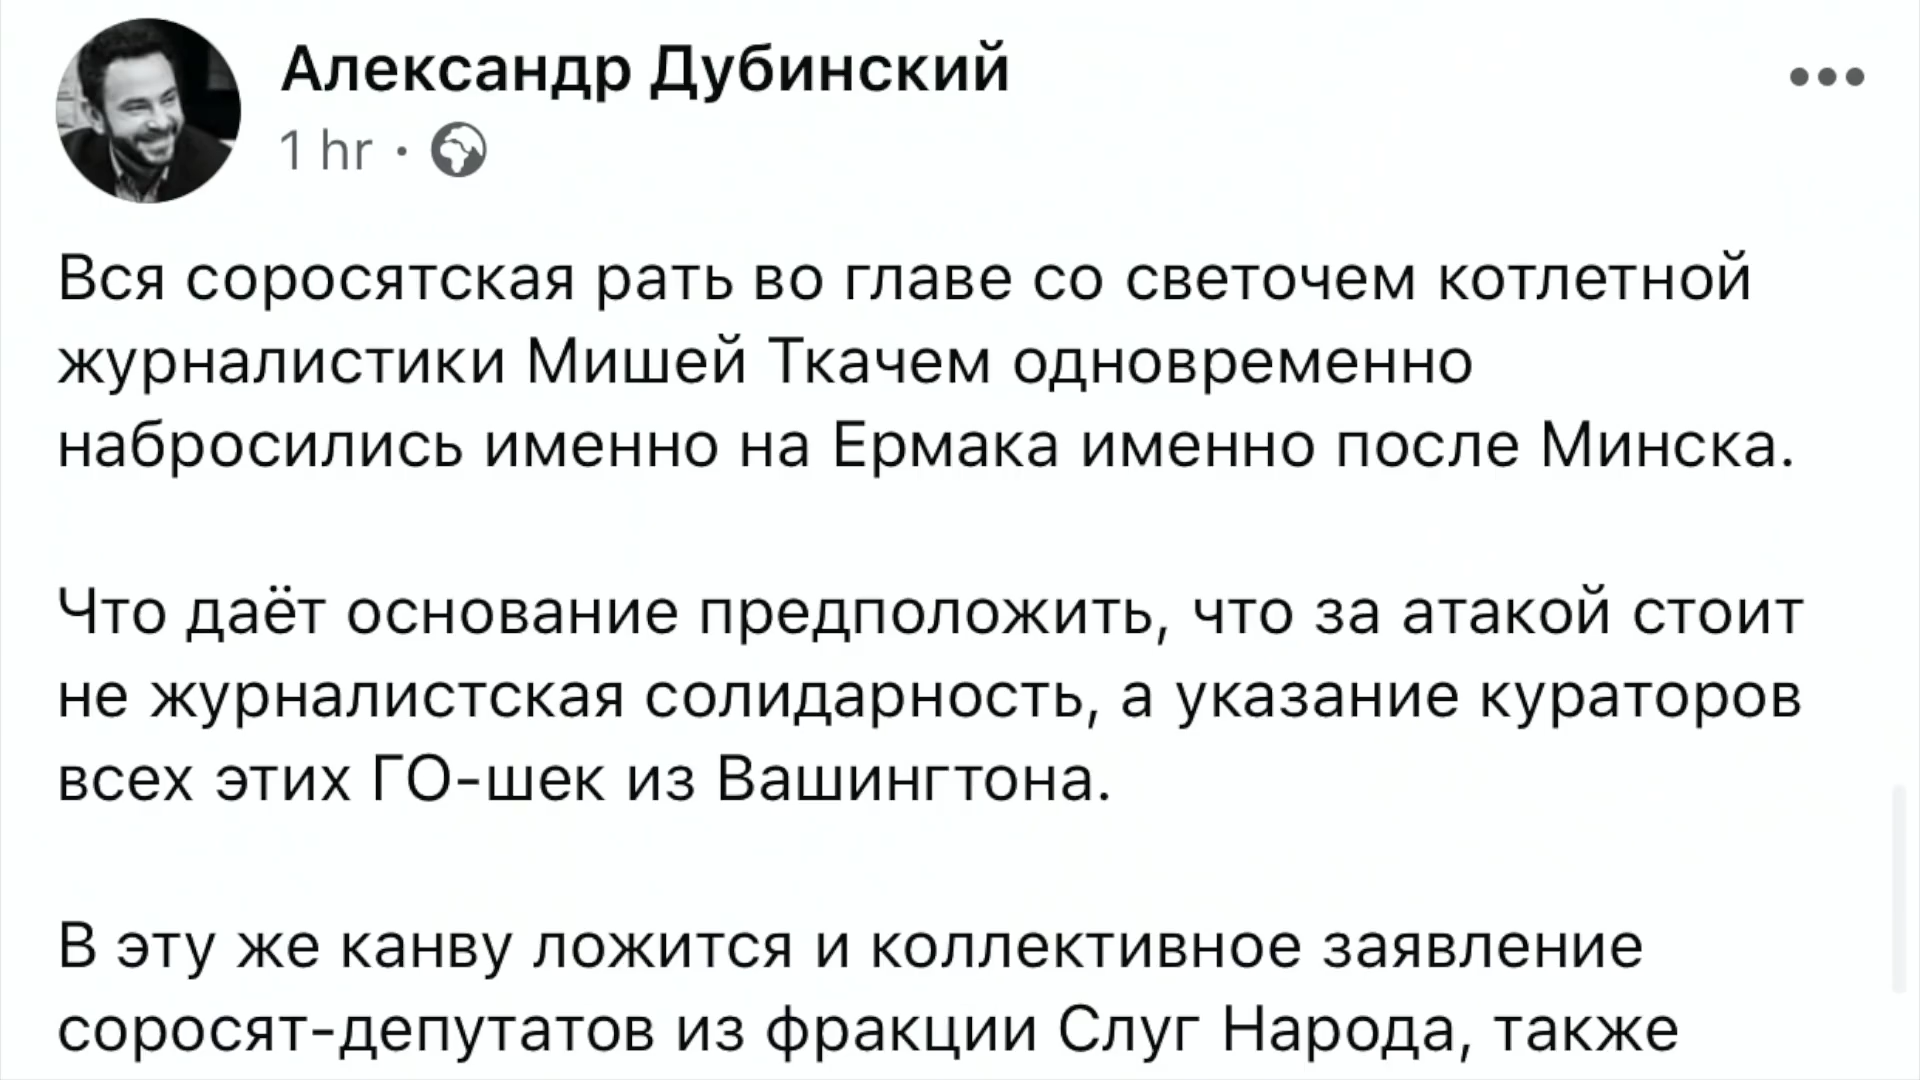 Александр Дубинский
1 hr ·
Вся соросятская рать во главе со светочем котлетной
журналистики Мишей Ткачем одновременно
набросились именно на Ермака именно после Минска.
Что даёт основание предположить, что за атакой стоит
не журналистская солидарность, а указание кураторов
всех этих ГО-шек из Вашингтона.
В эту же канву ложится и коллективное заявление
соросят-депутатов из фракции Слуг Народа, также